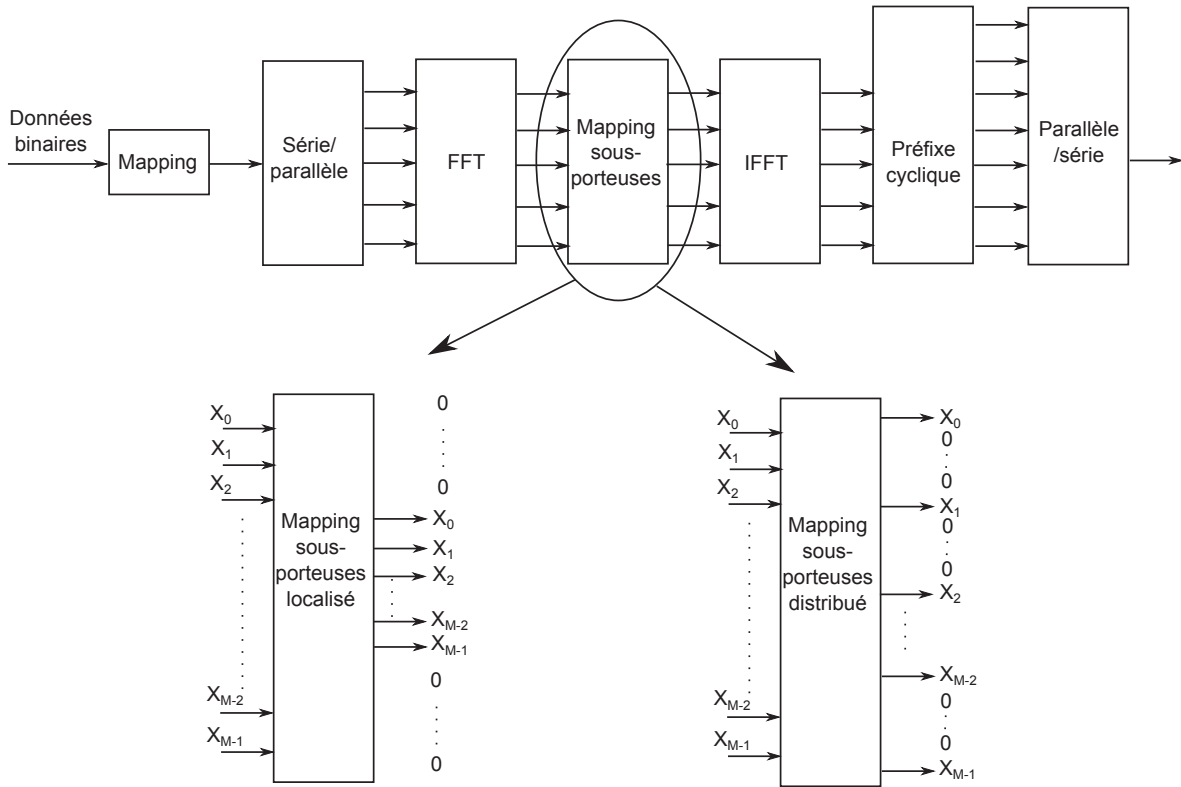 Données
binaires
Mapping
Série/
parallèle
FFT
Mapping
sous-
porteuses
IFFT
Préfixe
cyclique
Parallèle
/série
X0
X1
X2
XM-2
XM-1
Mapping
sous-
porteuses
localisé
0
0
X0
X1
X2
XM-2
XM-1
0
0
X0
X1
X2
XM-2
XM-1
Mapping
sous-
porteuses
distribué
X0
0
0
X1
0
0
X2
XM-2
0
0
XM-1